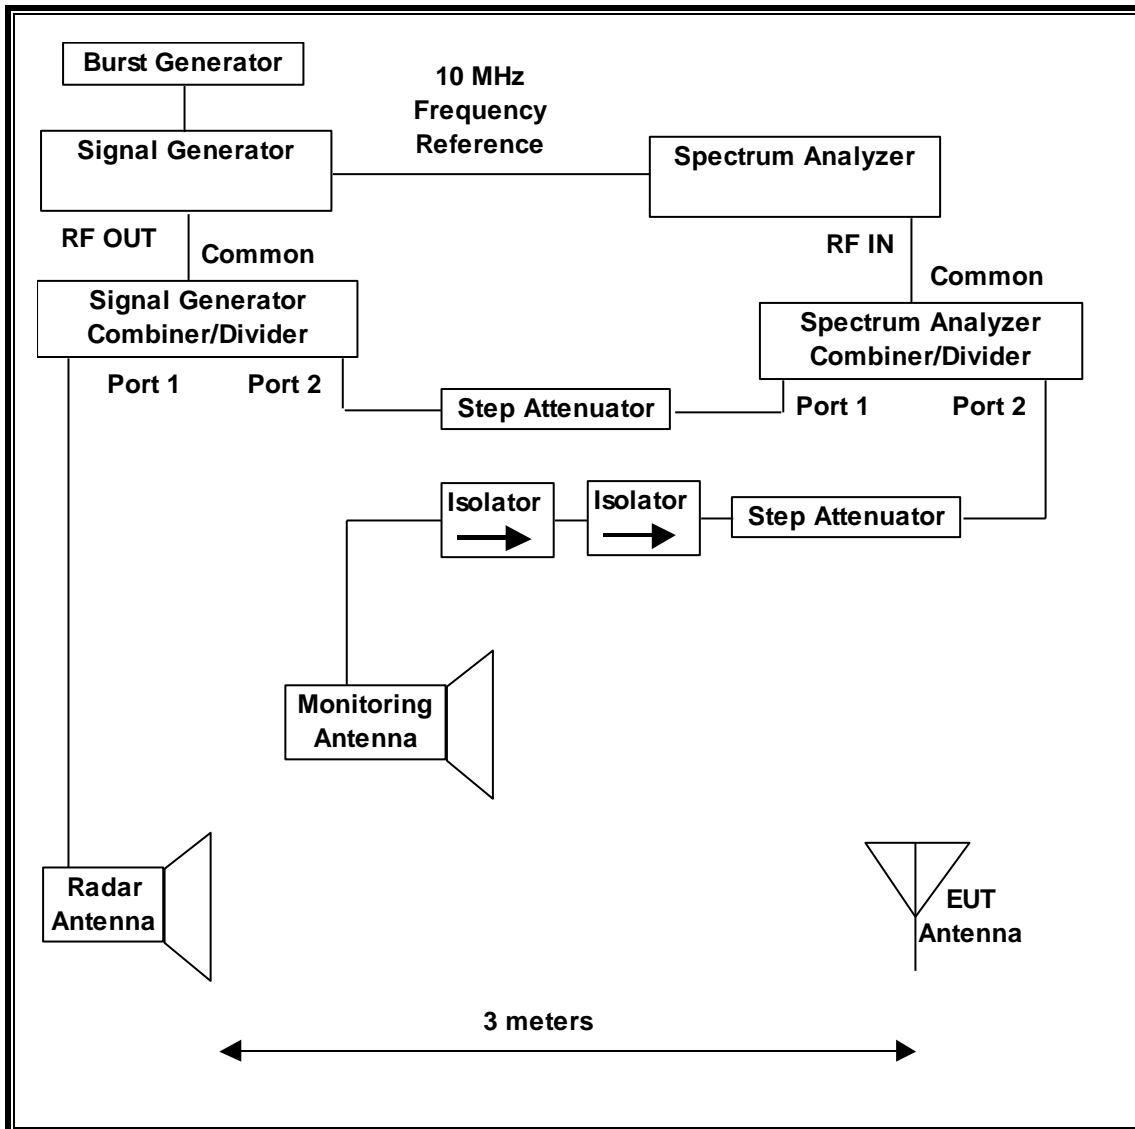 Burst Generator
10 MHz
Frequency
Reference
Signal Generator
Spectrum Analyzer
RF OUT
Common
RF IN
Common
Signal Generator
Combiner/Divider
Spectrum Analyzer
Combiner/Divider
Port 1
Port 2
Step Attenuator
Port 1
Port 2
Isolator
Isolator
Step Attenuator
Monitoring
Antenna
Radar
Antenna
EUT
Antenna
3 meters